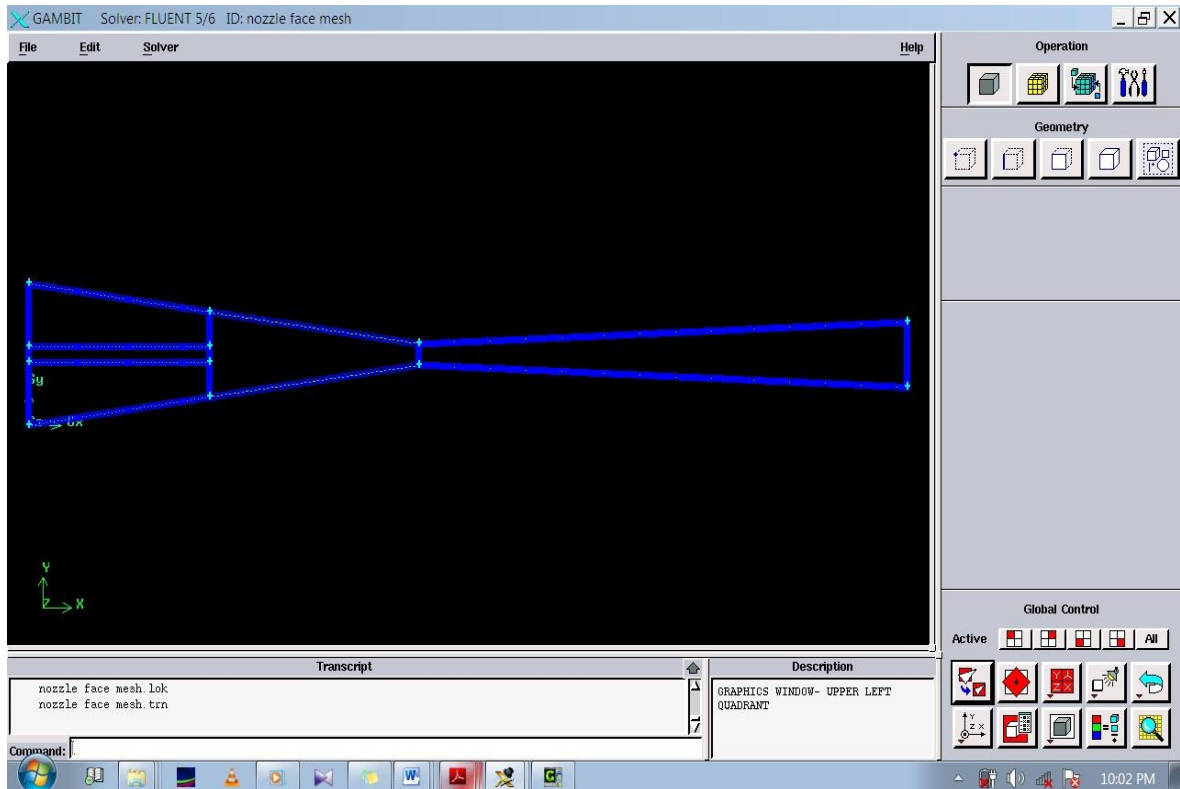 GAMBIT Solver: FLUENT 5/6 ID: nozzle face mesh
File Edit Solver Help
Operation
Geometry
Gy
Gx
Y
Z X
Global Control
Active All
Transcript
Description
nozzle face mesh.lok
nozzle face mesh.trn
GRAPHICS WINDOW- UPPER LEFT
QUADRANT
Command:
10:02 PM